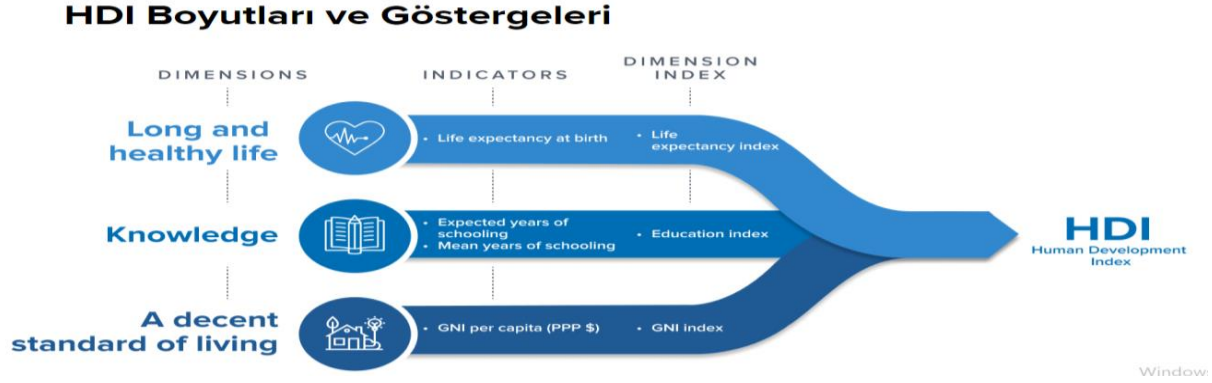 HDI Boyutları ve Göstergeleri
DIMENSIONS
INDICATORS
DIMENSION
INDEX
Long and
healthy life
• Life expectancy at birth
• Life
expectancy index
Knowledge
• Expected years of
schooling
• Mean years of schooling
• Education index
A decent
standard of living
• GNI per capita (PPP $)
• GNI index
HDI
Human Development
Index
Windows